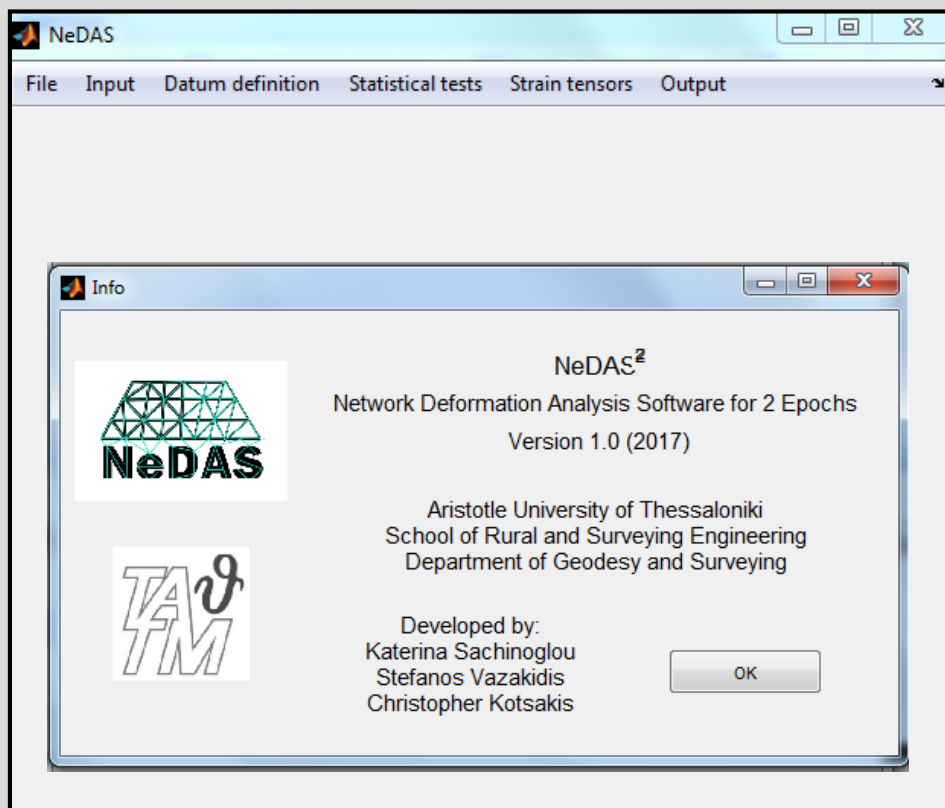 NeDAS
File Input Datum definition Statistical tests Strain tensors Output
Info
NeDAS
NeDAS²
Network Deformation Analysis Software for 2 Epochs
Version 1.0 (2017)
Aristotle University of Thessaloniki
School of Rural and Surveying Engineering
Department of Geodesy and Surveying
ΤΑϑ
ΤΜ
Developed by:
Katerina Sachinoglou
Stefanos Vazakidis
Christopher Kotsakis
OK